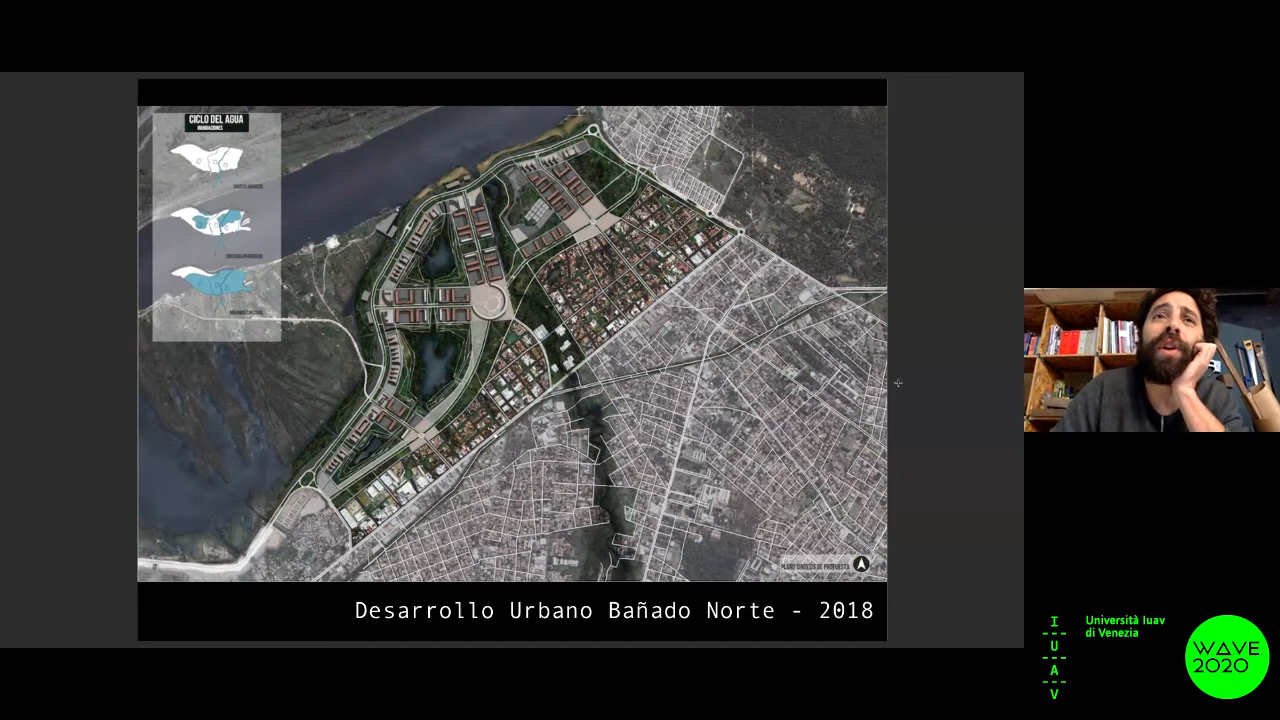 CICLO DEL AGUA
INUNDACIONES
PLANO SINTESIS DE PROPUESTA
Desarrollo Urbano Bañado Norte - 2018
I
U
A
V
Università Iuav
di Venezia
WAVE
2020